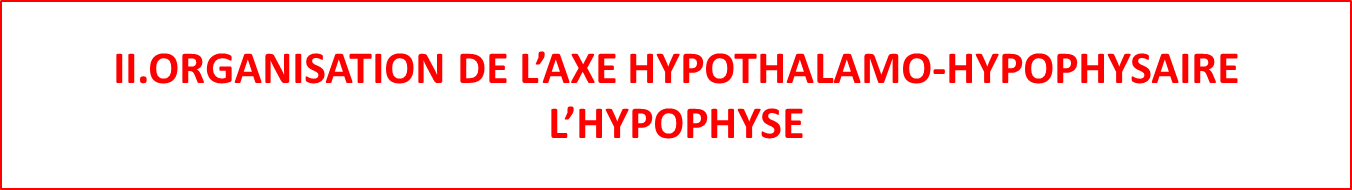 II.ORGANISATION DE L’AXE HYPOTHALAMO-HYPOPHYSAIRE
L’HYPOPHYSE